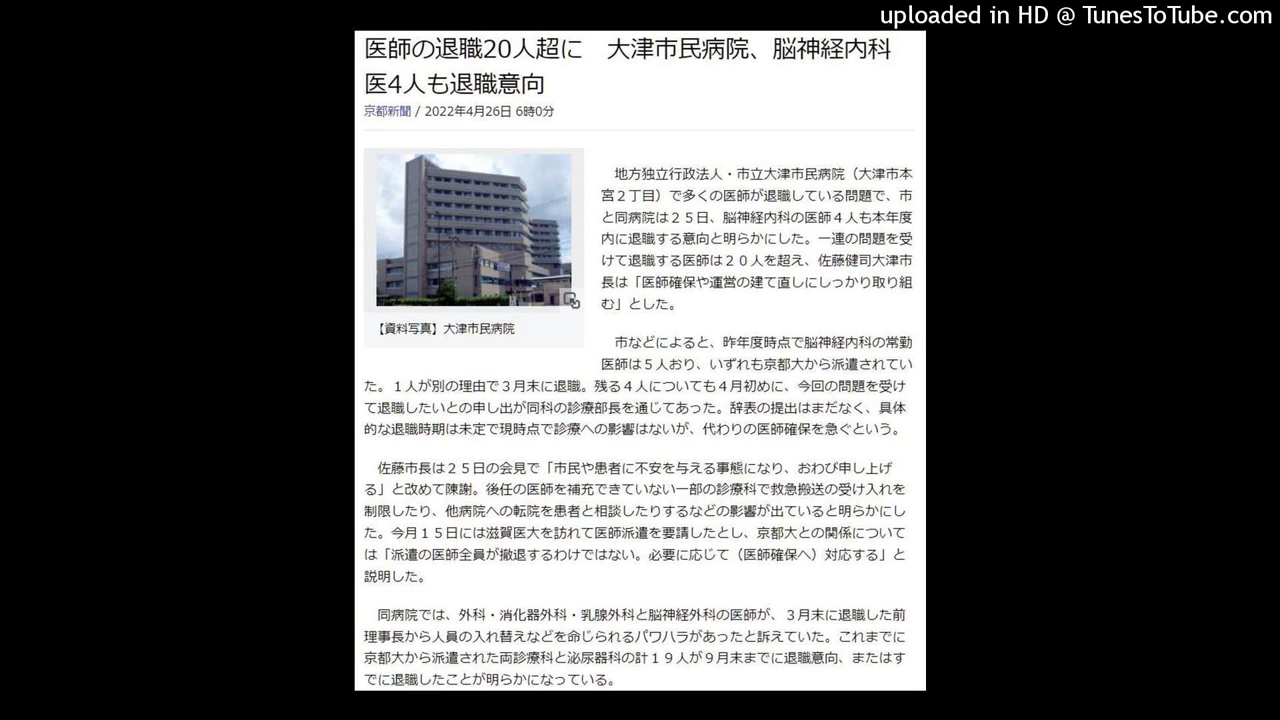 uploaded in HD @ TunesToTube.com
医師の退職20人超に　大津市民病院、脳神経内科
医4人も退職意向
京都新聞 / 2022年4月26日 6時0分
【資料写真】大津市民病院
　地方独立行政法人・市立大津市民病院（大津市本
宮２丁目）で多くの医師が退職している問題で、市
と同病院は２５日、脳神経内科の医師４人も本年度
内に退職する意向と明らかにした。一連の問題を受
けて退職する医師は２０人を超え、佐藤健司大津市
長は「医師確保や運営の建て直しにしっかり取り組
む」とした。
　市などによると、昨年度時点で脳神経内科の常勤
医師は５人おり、いずれも京都大から派遣されてい
た。１人が別の理由で３月末に退職。残る４人についても４月初めに、今回の問題を受け
て退職したいとの申し出が同科の診療部長を通じてあった。辞表の提出はまだなく、具体
的な退職時期は未定で現時点で診療への影響はないが、代わりの医師確保を急ぐという。
　佐藤市長は２５日の会見で「市民や患者に不安を与える事態になり、おわび申し上げ
る」と改めて陳謝。後任の医師を補充できていない一部の診療科で救急搬送の受け入れを
制限したり、他病院への転院を患者と相談したりするなどの影響が出ていると明らかにし
た。今月１５日には滋賀医大を訪れて医師派遣を要請したとし、京都大との関係について
は「派遣の医師全員が撤退するわけではない。必要に応じて（医師確保へ）対応する」と
説明した。
　同病院では、外科・消化器外科・乳腺外科と脳神経外科の医師が、３月末に退職した前
理事長から人員の入れ替えなどを命じられるパワハラがあったと訴えていた。これまでに
京都大から派遣された両診療科と泌尿器科の計１９人が９月末までに退職意向、またはす
でに退職したことが明らかになっている。